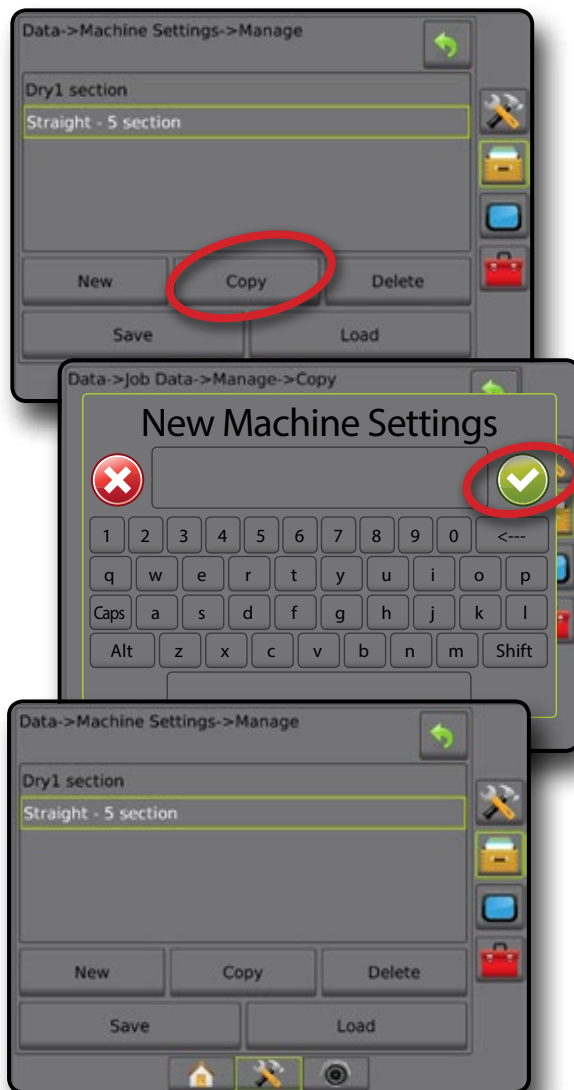 Data->Machine Settings->Manage
Dry1 section
Straight - 5 section
New Copy Delete
Save Load
Data->Job Data->Manage->Copy
New Machine Settings
1 2 3 4 5 6 7 8 9 0 <---
q w e r t y u i o p
Caps a s d f g h j k l
Alt z x c v b n m Shift
Data->Machine Settings->Manage
Dry1 section
Straight - 5 section
New Copy Delete
Save Load